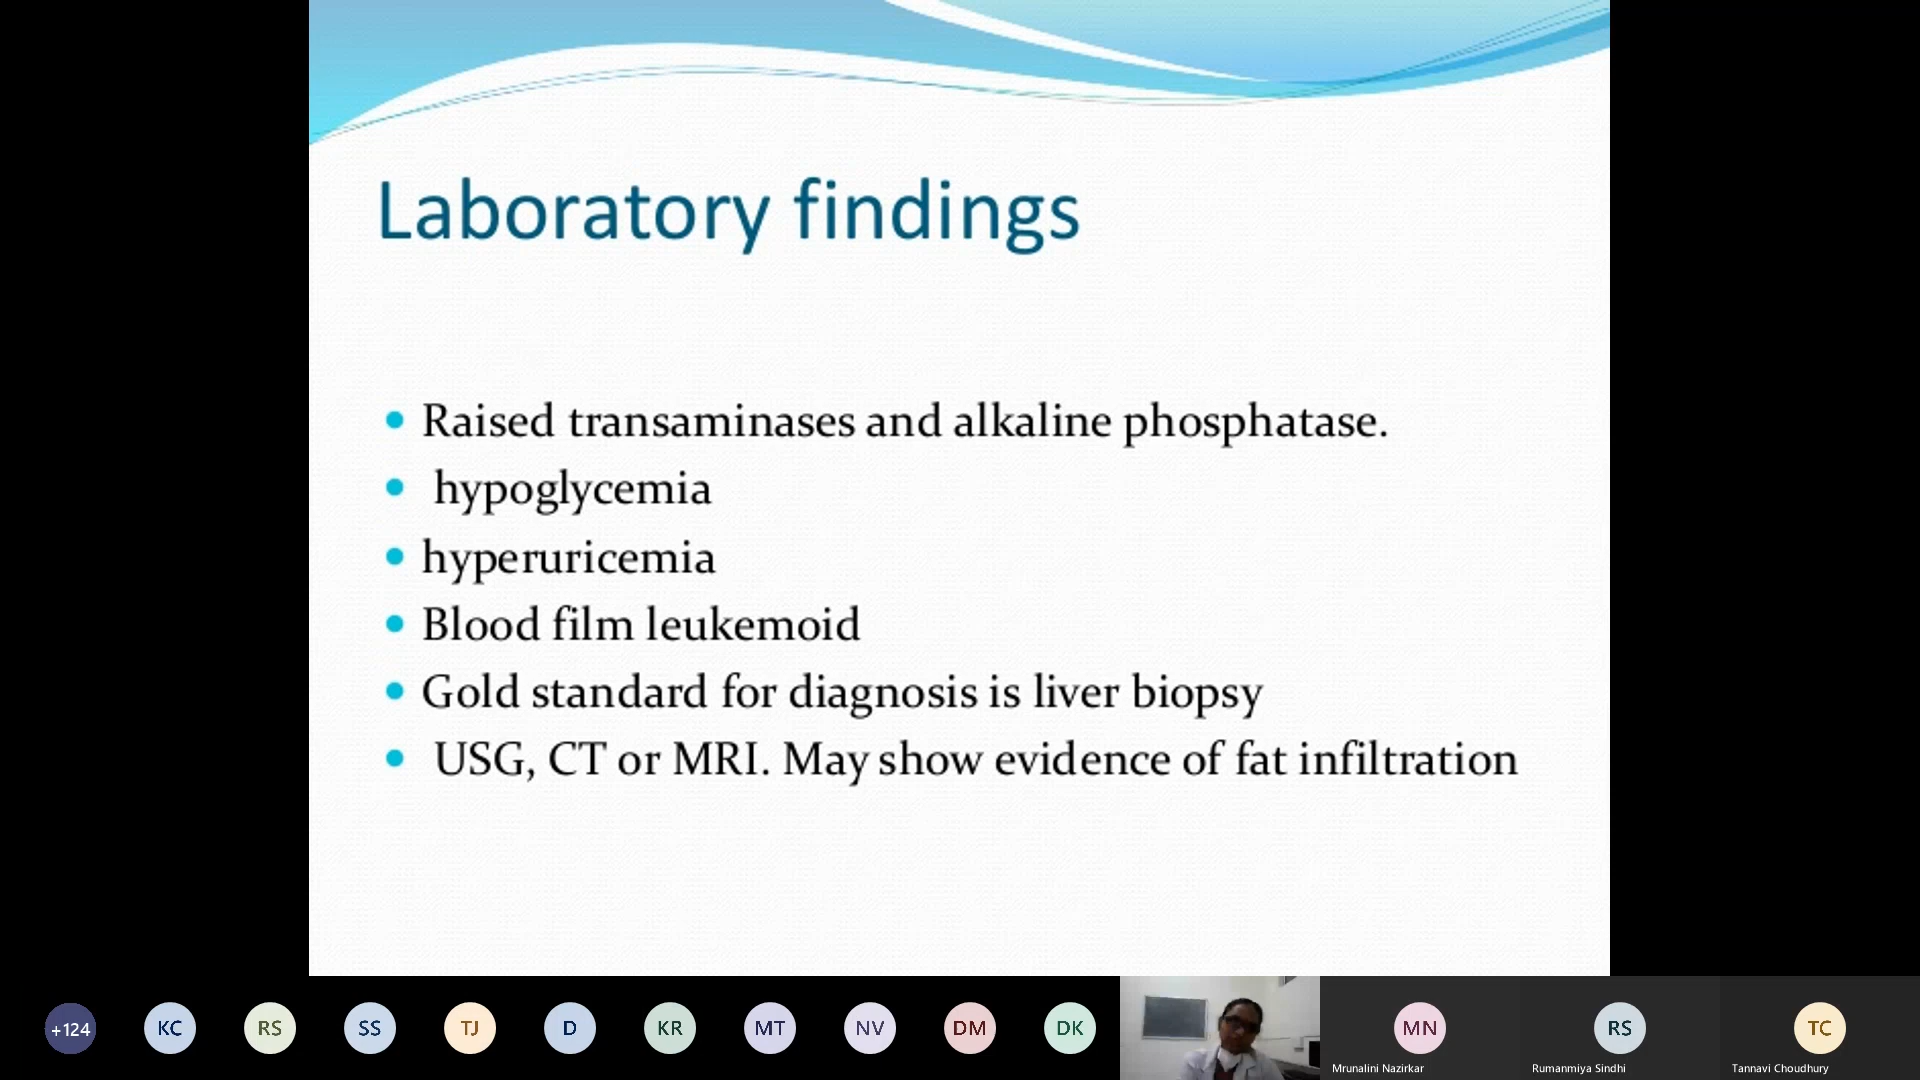 Laboratory findings
Raised transaminases and alkaline phosphatase.
hypoglycemia
hyperuricemia
Blood film leukemoid
Gold standard for diagnosis is liver biopsy
USG, CT or MRI. May show evidence of fat infiltration
+124
KC
RS
SS
TJ
D
KR
MT
NV
DM
DK
MN
Mrunalini Nazirkar
RS
Rumanmiya Sindhi
TC
Tannavi Choudhury